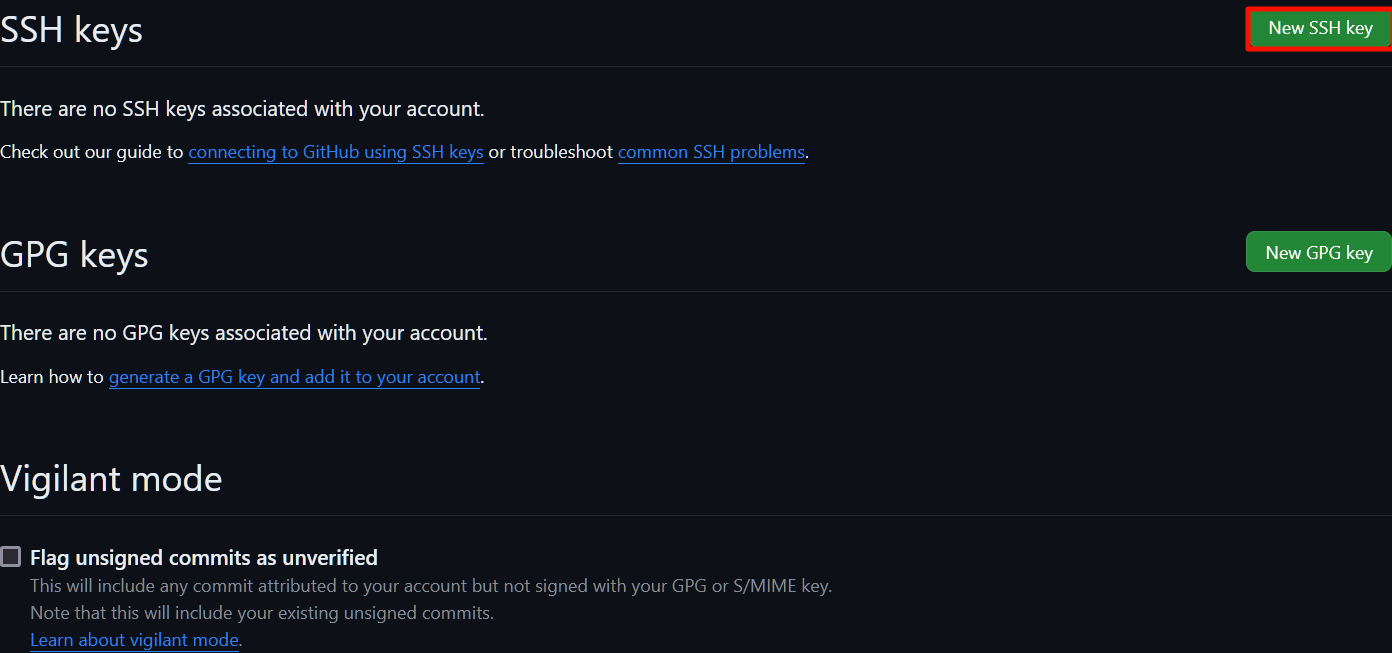 SSH keys
New SSH key
There are no SSH keys associated with your account.
Check out our guide to connecting to GitHub using SSH keys or troubleshoot common SSH problems.
GPG keys
New GPG key
There are no GPG keys associated with your account.
Learn how to generate a GPG key and add it to your account.
Vigilant mode
Flag unsigned commits as unverified
This will include any commit attributed to your account but not signed with your GPG or S/MIME key.
Note that this will include your existing unsigned commits.
Learn about vigilant mode.